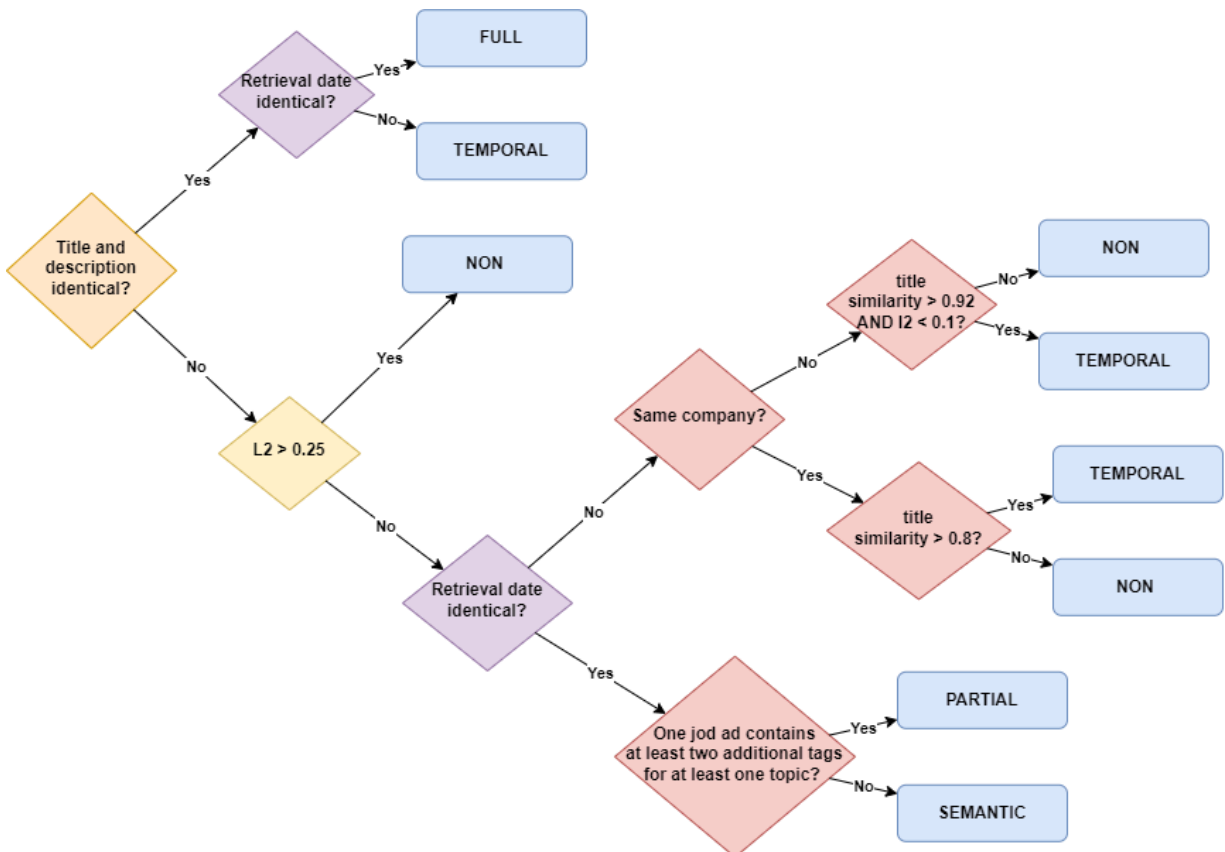 FULL
Yes
Retrieval date
identical?
No
TEMPORAL
Yes
Title and
description
identical?
NON
No
Yes
L2 > 0.25
No
Retrieval date
identical?
No
Same company?
No
title
similarity > 0.92
AND l2 < 0.1?
No
NON
Yes
TEMPORAL
Yes
title
similarity > 0.8?
Yes
TEMPORAL
No
NON
Yes
One jod ad contains
at least two additional tags
for at least one topic?
Yes
PARTIAL
No
SEMANTIC